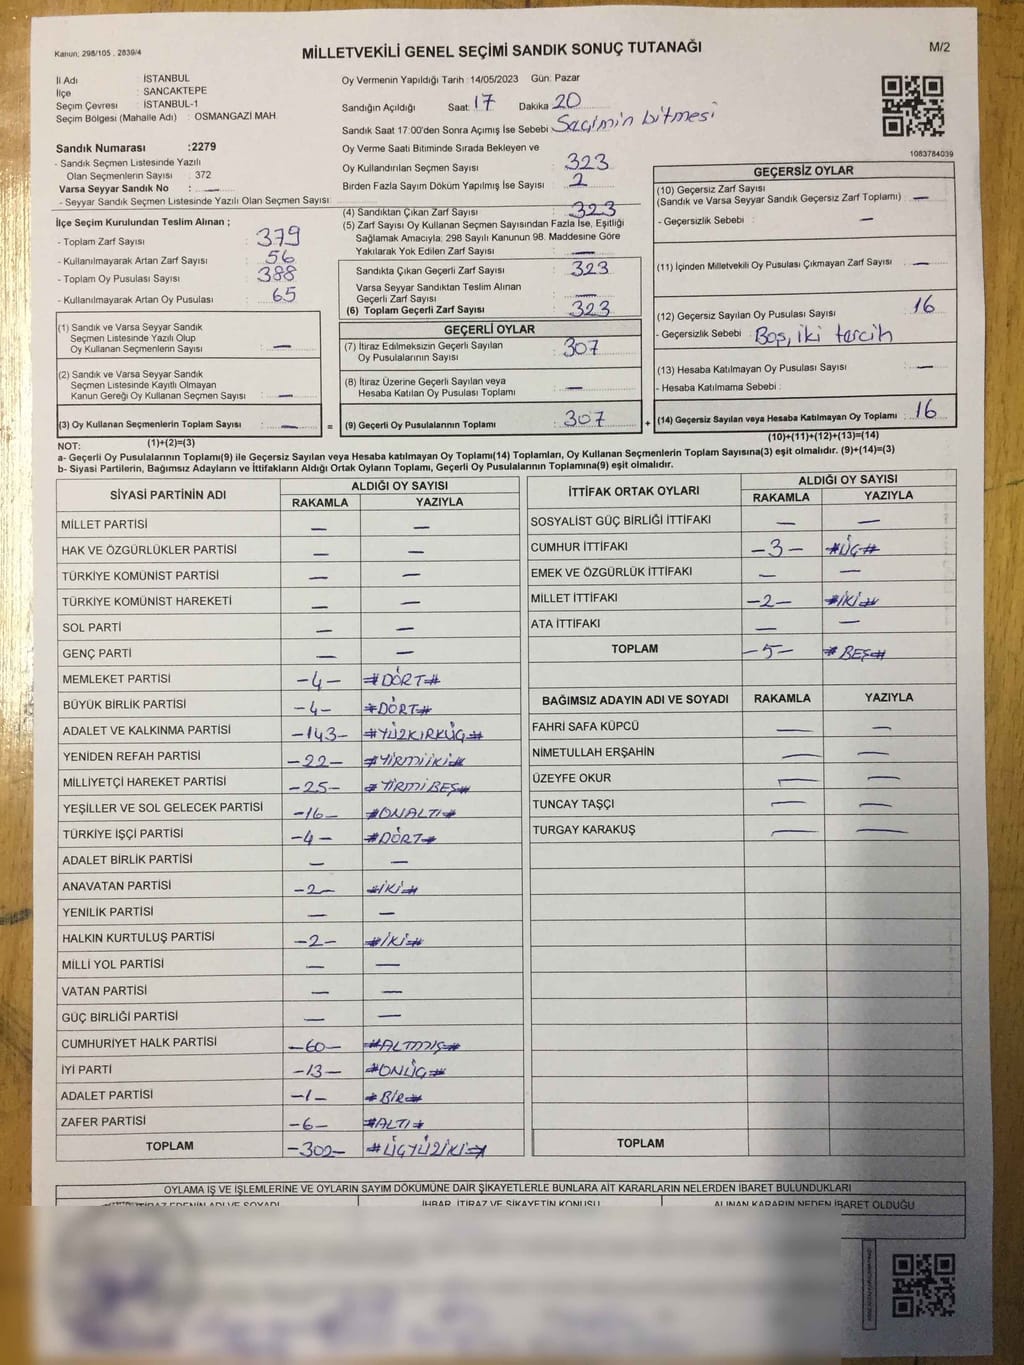 Kanun: 298/105 , 2839/4
MİLLETVEKİLİ GENEL SEÇİMİ SANDIK SONUÇ TUTANAĞI
M/2
İl Adı İSTANBUL
İlçe : SANCAKTEPE
Seçim Çevresi : İSTANBUL-1
Seçim Bölgesi (Mahalle Adı) : OSMANGAZİ MAH.
Oy Vermenin Yapıldığı Tarih :14/05/2023 Gün: Pazar
Sandığın Açıldığı Saat: 17 Dakika 20
Sandık Saat 17:00'den Sonra Açımış İse Sebebi: Seçimin bitmesi
1083784039
Sandık Numarası :2279
- Sandık Seçmen Listesinde Yazılı
Olan Seçmenlerin Sayısı : 372
Varsa Seyyar Sandık No : —
- Seyyar Sandık Seçmen Listesinde Yazılı Olan Seçmen Sayısı:
Oy Verme Saati Bitiminde Sırada Bekleyen ve
Oy Kullandırılan Seçmen Sayısı : 323
Birden Fazla Sayım Döküm Yapılmış İse Sayısı : 2
İlçe Seçim Kurulundan Teslim Alınan ;
- Toplam Zarf Sayısı : 379
- Kullanılmayarak Artan Zarf Sayısı : 56
- Toplam Oy Pusulası Sayısı : 388
- Kullanılmayarak Artan Oy Pusulası : 65
(4) Sandıktan Çıkan Zarf Sayısı : 323
(5) Zarf Sayısı Oy Kullanan Seçmen Sayısından Fazla İse, Eşitliği
Sağlamak Amacıyla; 298 Sayılı Kanunun 98. Maddesine Göre
Yakılarak Yok Edilen Zarf Sayısı : —
Sandıkta Çıkan Geçerli Zarf Sayısı : 323
Varsa Seyyar Sandıktan Teslim Alınan
Geçerli Zarf Sayısı : —
(6) Toplam Geçerli Zarf Sayısı : 323
GEÇERSİZ OYLAR
(10) Geçersiz Zarf Sayısı
(Sandık ve Varsa Seyyar Sandık Geçersiz Zarf Toplamı) : —
- Geçersizlik Sebebi : —
(11) İçinden Milletvekili Oy Pusulası Çıkmayan Zarf Sayısı : —
(12) Geçersiz Sayılan Oy Pusulası Sayısı : 16
- Geçersizlik Sebebi : Boş, iki tercih
(13) Hesaba Katılmayan Oy Pusulası Sayısı : —
- Hesaba Katılmama Sebebi :
(14) Geçersiz Sayılan veya Hesaba Katılmayan Oy Toplamı : 16
(10)+(11)+(12)+(13)=(14)
(1) Sandık ve Varsa Seyyar Sandık
Seçmen Listesinde Yazılı Olup
Oy Kullanan Seçmenlerin Sayısı : —
(2) Sandık ve Varsa Seyyar Sandık
Seçmen Listesinde Kayıtlı Olmayan
Kanun Gereği Oy Kullanan Seçmen Sayısı : —
(3) Oy Kullanan Seçmenlerin Toplam Sayısı : — =
(1)+(2)=(3)
GEÇERLİ OYLAR
(7) İtiraz Edilmeksizin Geçerli Sayılan
Oy Pusulalarının Sayısı : 307
(8) İtiraz Üzerine Geçerli Sayılan veya
Hesaba Katılan Oy Pusulası Toplamı : —
(9) Geçerli Oy Pusulalarının Toplamı : 307 +
NOT:
a- Geçerli Oy Pusulaları Toplamı(9) ile Geçersiz Sayılan veya Hesaba katılmayan Oy Toplamı(14) Toplamları, Oy Kullanan Seçmenlerin Toplam Sayısına(3) eşit olmalıdır. (9)+(14)=(3)
b- Siyasi Partilerin, Bağımsız Adayların ve İttifakların Aldığı Ortak Oyların Toplamı, Geçerli Oy Pusulalarının Toplamına(9) eşit olmalıdır.
SİYASİ PARTİNİN ADI ALDIĞI OY SAYISI
RAKAMLA YAZIYLA
MİLLET PARTİSİ — —
HAK VE ÖZGÜRLÜKLER PARTİSİ — —
TÜRKİYE KOMÜNİST PARTİSİ — —
TÜRKİYE KOMÜNİST HAREKETİ — —
SOL PARTİ — —
GENÇ PARTİ — —
MEMLEKET PARTİSİ -4- #DÖRT#
BÜYÜK BİRLİK PARTİSİ -4- #DÖRT#
ADALET VE KALKINMA PARTİSİ -143- #YÜZKIRKÜÇ#
YENİDEN REFAH PARTİSİ -22- #YİRMİİKİ#
MİLLİYETÇİ HAREKET PARTİSİ -25- #YİRMİBEŞ#
YEŞİLLER VE SOL GELECEK PARTİSİ -16- #ONALTI#
TÜRKİYE İŞÇİ PARTİSİ -4- #DÖRT#
ADALET BİRLİK PARTİSİ — —
ANAVATAN PARTİSİ -2- #İKİ#
YENİLİK PARTİSİ — —
HALKIN KURTULUŞ PARTİSİ -2- #İKİ#
MİLLİ YOL PARTİSİ — —
VATAN PARTİSİ — —
GÜÇ BİRLİĞİ PARTİSİ — —
CUMHURİYET HALK PARTİSİ -60- #ALTMIŞ#
İYİ PARTİ -13- #ONÜÇ#
ADALET PARTİSİ -1- #BİR#
ZAFER PARTİSİ -6- #ALTI#
TOPLAM -302- #ÜÇYÜZİKİ#
İTTİFAK ORTAK OYLARI ALDIĞI OY SAYISI
RAKAMLA YAZIYLA
SOSYALİST GÜÇ BİRLİĞİ İTTİFAKI — —
CUMHUR İTTİFAKI -3- #ÜÇ#
EMEK VE ÖZGÜRLÜK İTTİFAKI — —
MİLLET İTTİFAKI -2- #İKİ#
ATA İTTİFAKI — —
TOPLAM -5- #BEŞ#
BAĞIMSIZ ADAYIN ADI VE SOYADI RAKAMLA YAZIYLA
FAHRİ SAFA KÜPCÜ — —
NİMETULLAH ERŞAHİN — —
ÜZEYFE OKUR — —
TUNCAY TAŞÇI — —
TURGAY KARAKUŞ — —
TOPLAM
OYLAMA İŞ VE İŞLEMLERİNE VE OYLARIN SAYIM DÖKÜMÜNE DAİR ŞİKAYETLERLE BUNLARA AİT KARARLARIN NELERDEN İBARET BULUNDUKLARI
İHBAR, İTİRAZ VE ŞİKAYETİN KONUSU ALINAN KARARIN NEDEN İBARET OLDUĞU